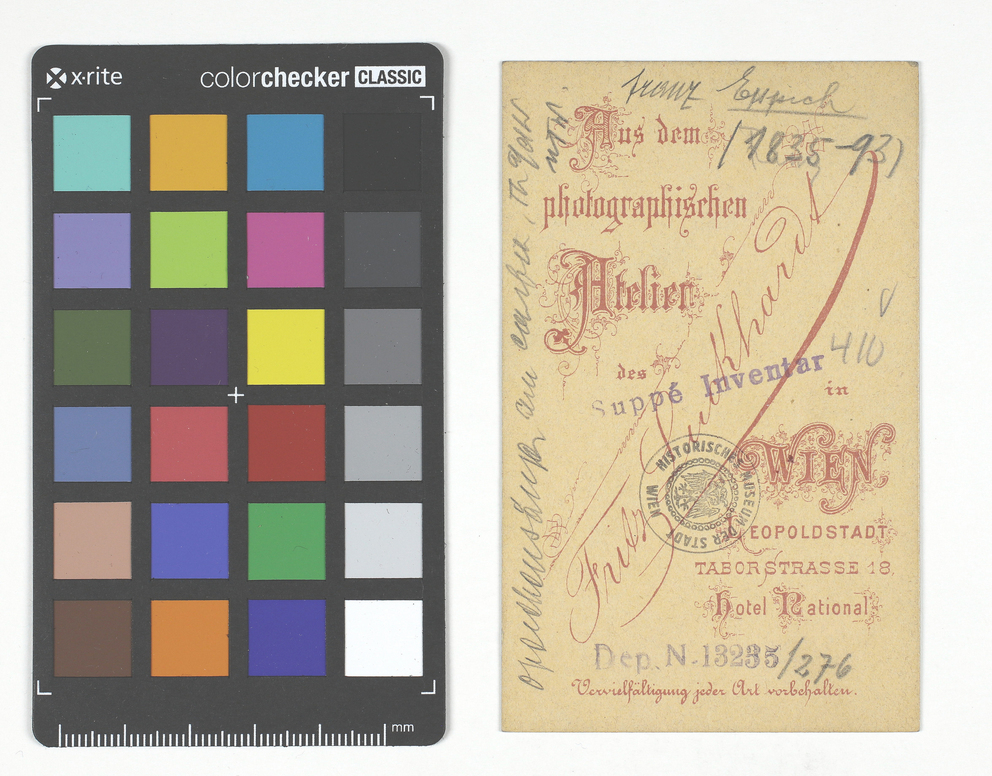 x·rite
colorchecker CLASSIC
mm
Franz Eppich
(1835-93)
Aus dem
photographischen
Atelier
des
Fritz Luckhardt
in
WIEN
LEOPOLDSTADT
TABORSTRASSE 18,
Hotel National.
410
Suppé Inventar
HISTORISCHES MUSEUM DER STADT WIEN
Dep. N. 13235/276
Vervielfältigung jeder Art vorbehalten.